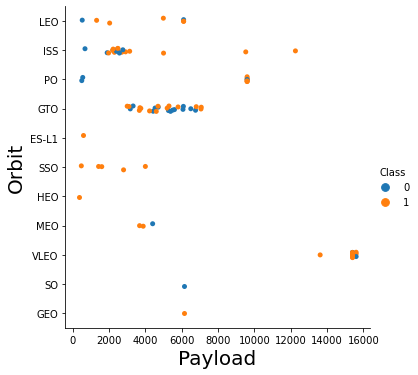 LEO
ISS
PO
GTO
ES-L1
SSO
HEO
MEO
VLEO
SO
GEO
Orbit
0 2000 4000 6000 8000 10000 12000 14000 16000
Payload
Class
0
1